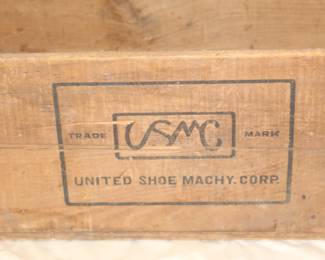 TRADE USMC MARK
UNITED SHOE MACHY. CORP.